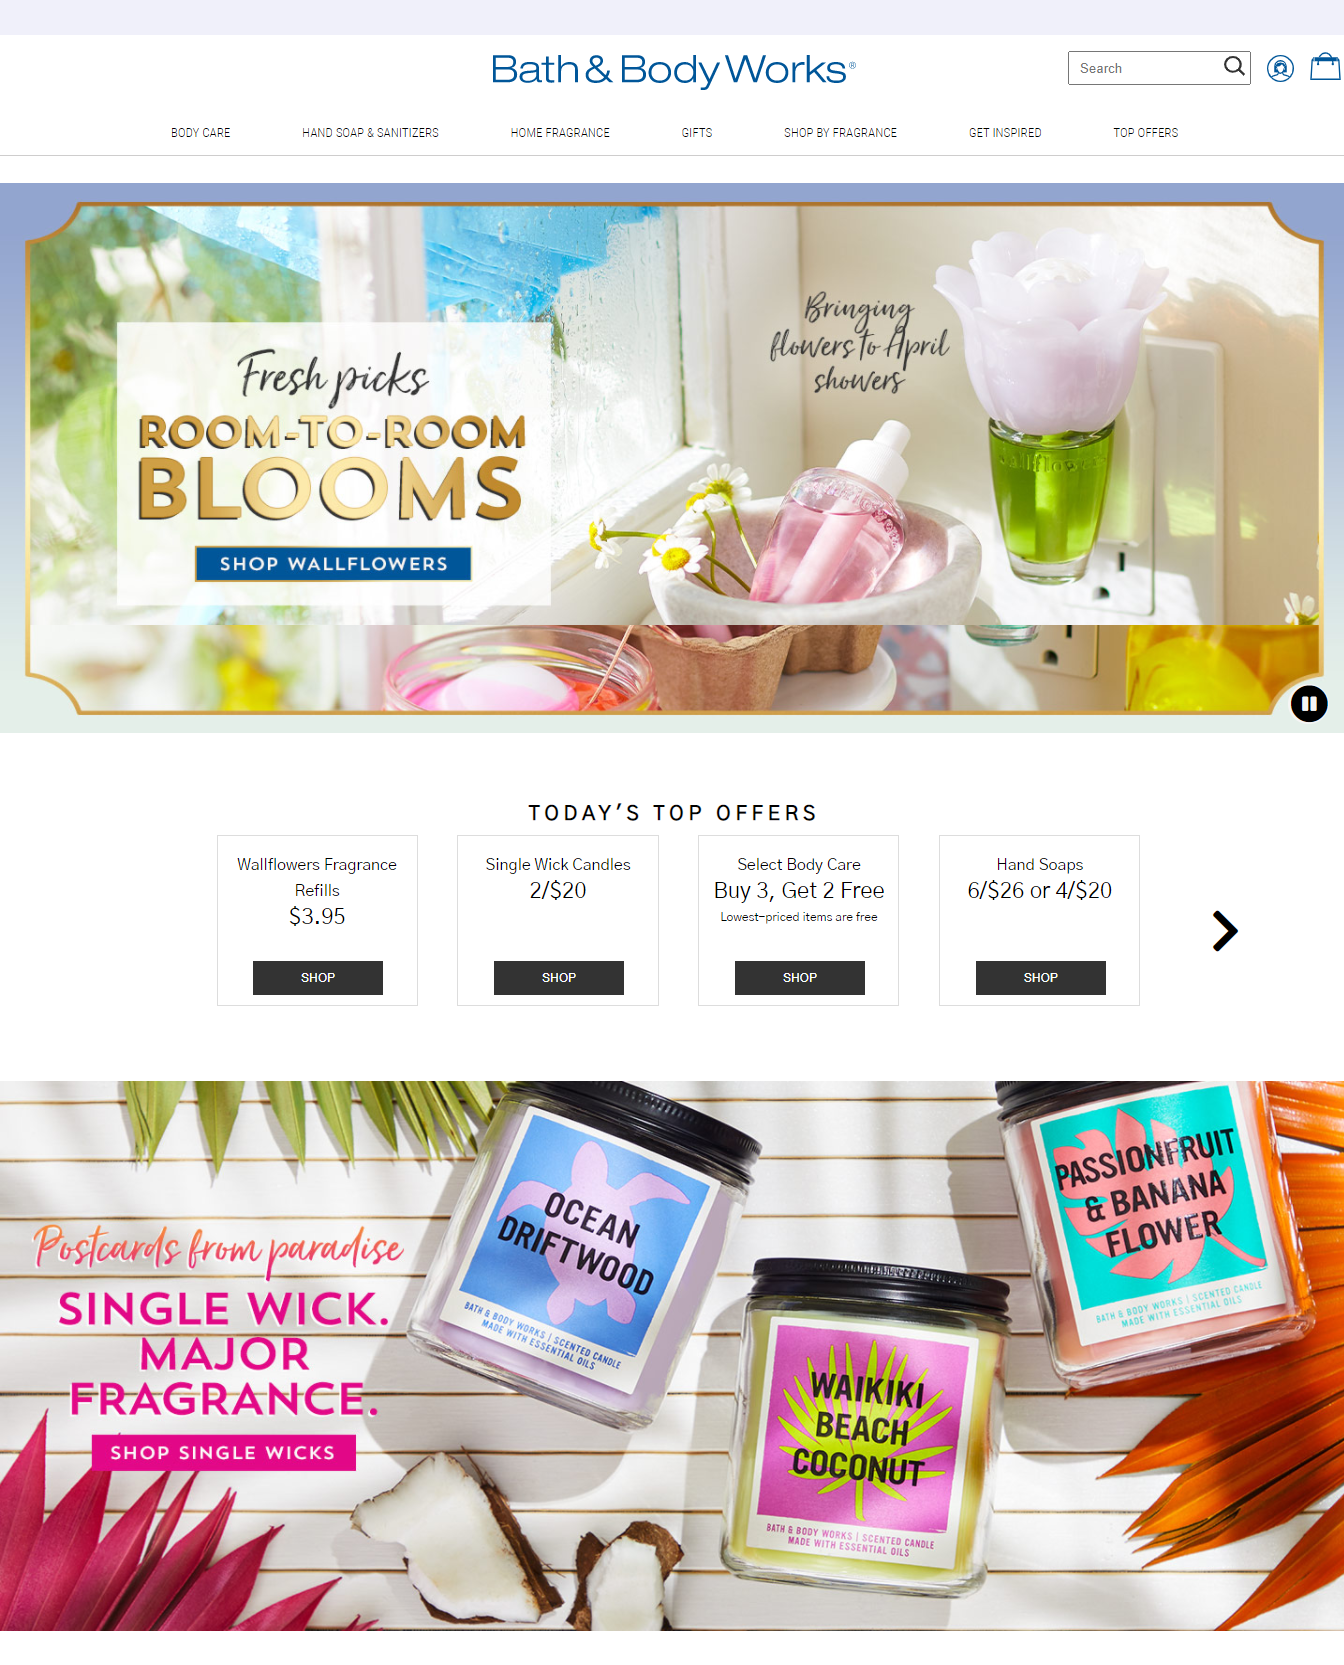 Bath & Body Works®
Search
BODY CARE
HAND SOAP & SANITIZERS
HOME FRAGRANCE
GIFTS
SHOP BY FRAGRANCE
GET INSPIRED
TOP OFFERS
Fresh picks
ROOM-TO-ROOM
BLOOMS
SHOP WALLFLOWERS
Bringing
flowers to April
showers
wallflowers
TODAY'S TOP OFFERS
Wallflowers Fragrance
Refills
$3.95
SHOP
Single Wick Candles
2/$20
SHOP
Select Body Care
Buy 3, Get 2 Free
Lowest-priced items are free
SHOP
Hand Soaps
6/$26 or 4/$20
SHOP
Postcards from paradise
SINGLE WICK.
MAJOR
FRAGRANCE.
SHOP SINGLE WICKS
OCEAN
DRIFTWOOD
BATH & BODY WORKS | SCENTED CANDLE
MADE WITH ESSENTIAL OILS
WAIKIKI
BEACH
COCONUT
BATH & BODY WORKS | SCENTED CANDLE
MADE WITH ESSENTIAL OILS
PASSIONFRUIT
& BANANA
FLOWER
BATH & BODY WORKS | SCENTED CANDLE
MADE WITH ESSENTIAL OILS